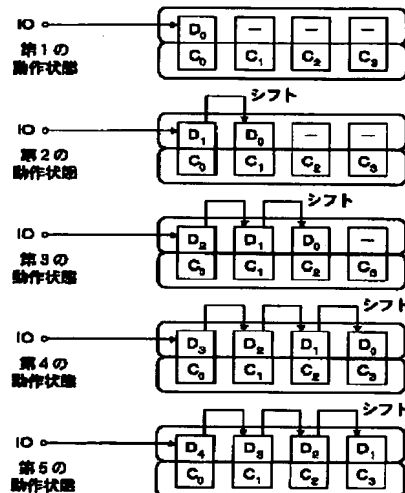 IO D₀ — — —
第1の C₀ C₁ C₂ C₃
動作状態
シフト
IO D₁ D₀ — —
第2の C₀ C₁ C₂ C₃
動作状態
シフト
IO D₂ D₁ D₀ —
第3の C₀ C₁ C₂ C₃
動作状態
シフト
IO D₃ D₂ D₁ D₀
第4の C₀ C₁ C₂ C₃
動作状態
シフト
IO D₄ D₃ D₂ D₁
第5の C₀ C₁ C₂ C₃
動作状態